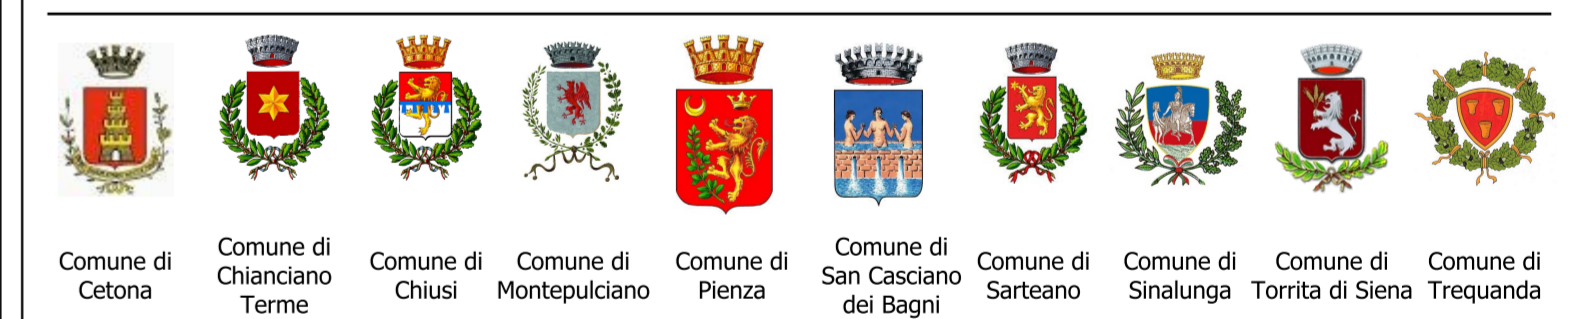 Comune di
Cetona
Comune di
Chianciano
Terme
Comune di
Chiusi
Comune di
Montepulciano
Comune di
Pienza
Comune di
San Casciano
dei Bagni
Comune di
Sarteano
Comune di
Sinalunga
Comune di
Torrita di Siena
Comune di
Trequanda